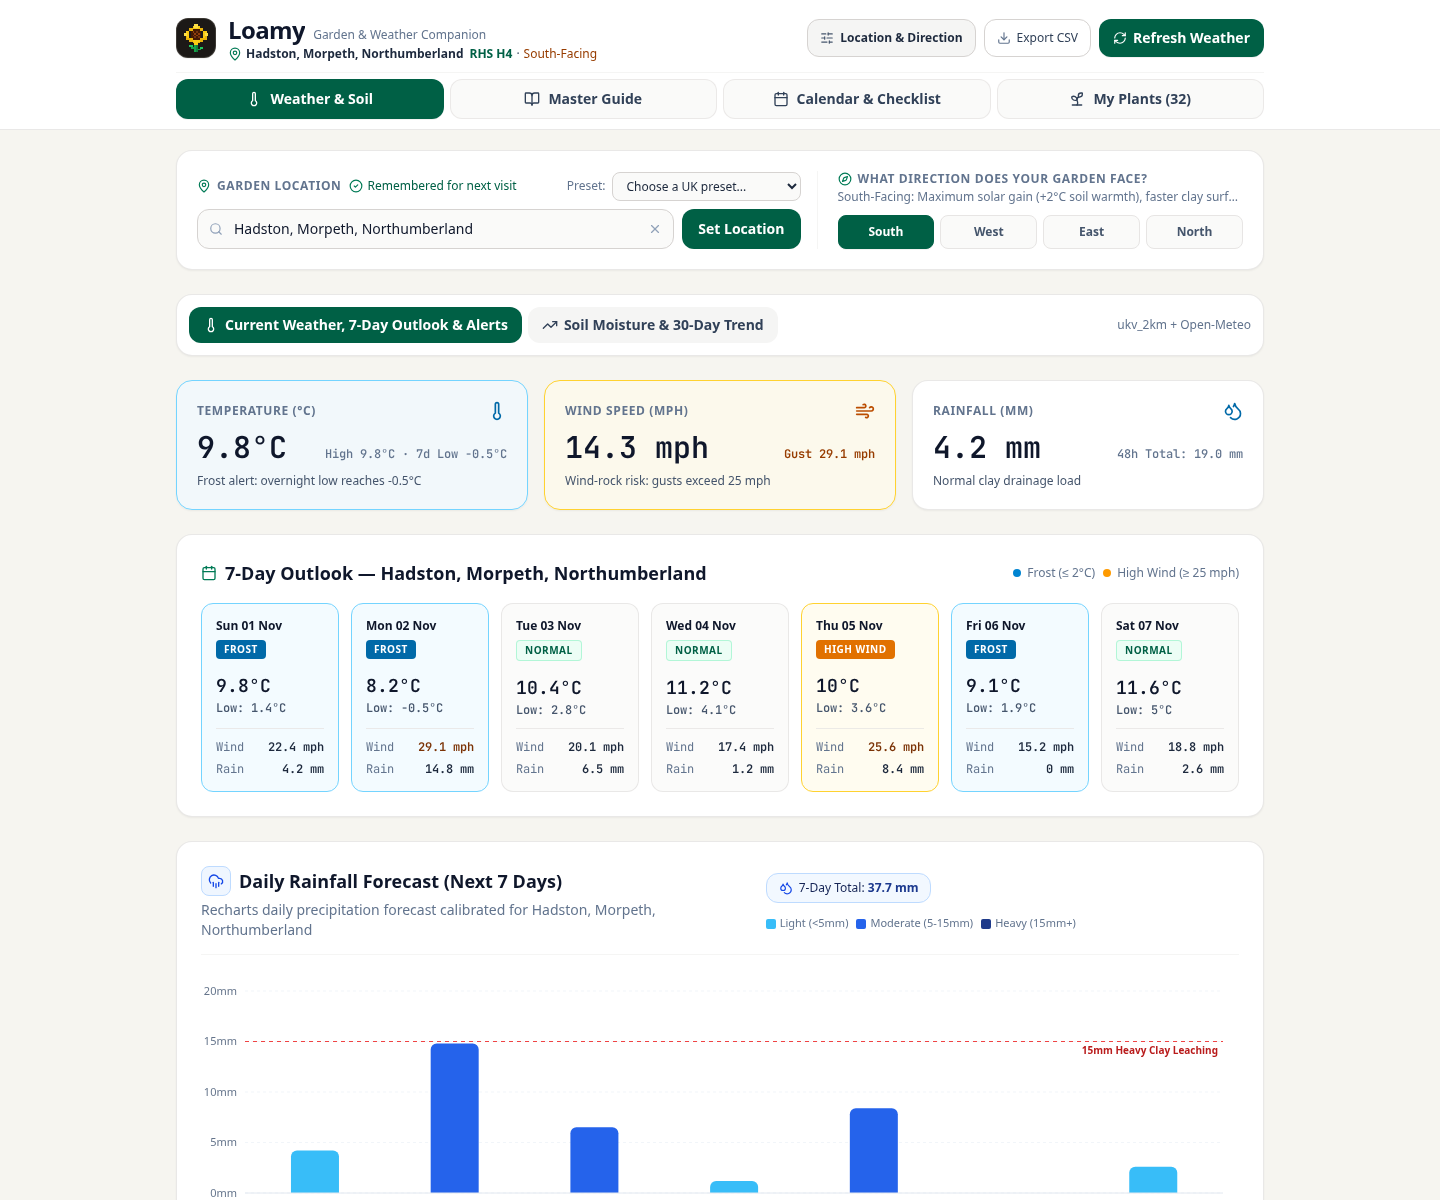 Loamy Garden & Weather Companion
Hadston, Morpeth, Northumberland RHS H4 · South-Facing
Location & Direction
Export CSV
Refresh Weather
Weather & Soil
Master Guide
Calendar & Checklist
My Plants (32)
GARDEN LOCATION Remembered for next visit
Preset: Choose a UK preset...
Hadston, Morpeth, Northumberland
Set Location
WHAT DIRECTION DOES YOUR GARDEN FACE?
South-Facing: Maximum solar gain (+2°C soil warmth), faster clay surf...
South
West
East
North
Current Weather, 7-Day Outlook & Alerts
Soil Moisture & 30-Day Trend
ukv_2km + Open-Meteo
TEMPERATURE (°C)
9.8°C High 9.8°C · 7d Low -0.5°C
Frost alert: overnight low reaches -0.5°C
WIND SPEED (MPH)
14.3 mph Gust 29.1 mph
Wind-rock risk: gusts exceed 25 mph
RAINFALL (MM)
4.2 mm 48h Total: 19.0 mm
Normal clay drainage load
7-Day Outlook — Hadston, Morpeth, Northumberland
Frost (≤ 2°C) High Wind (≥ 25 mph)
Sun 01 Nov
FROST
9.8°C
Low: 1.4°C
Wind 22.4 mph
Rain 4.2 mm
Mon 02 Nov
FROST
8.2°C
Low: -0.5°C
Wind 29.1 mph
Rain 14.8 mm
Tue 03 Nov
NORMAL
10.4°C
Low: 2.8°C
Wind 20.1 mph
Rain 6.5 mm
Wed 04 Nov
NORMAL
11.2°C
Low: 4.1°C
Wind 17.4 mph
Rain 1.2 mm
Thu 05 Nov
HIGH WIND
10°C
Low: 3.6°C
Wind 25.6 mph
Rain 8.4 mm
Fri 06 Nov
FROST
9.1°C
Low: 1.9°C
Wind 15.2 mph
Rain 0 mm
Sat 07 Nov
NORMAL
11.6°C
Low: 5°C
Wind 18.8 mph
Rain 2.6 mm
Daily Rainfall Forecast (Next 7 Days)
Recharts daily precipitation forecast calibrated for Hadston, Morpeth,
Northumberland
7-Day Total: 37.7 mm
Light (<5mm) Moderate (5-15mm) Heavy (15mm+)
20mm
15mm
15mm Heavy Clay Leaching
10mm
5mm
0mm